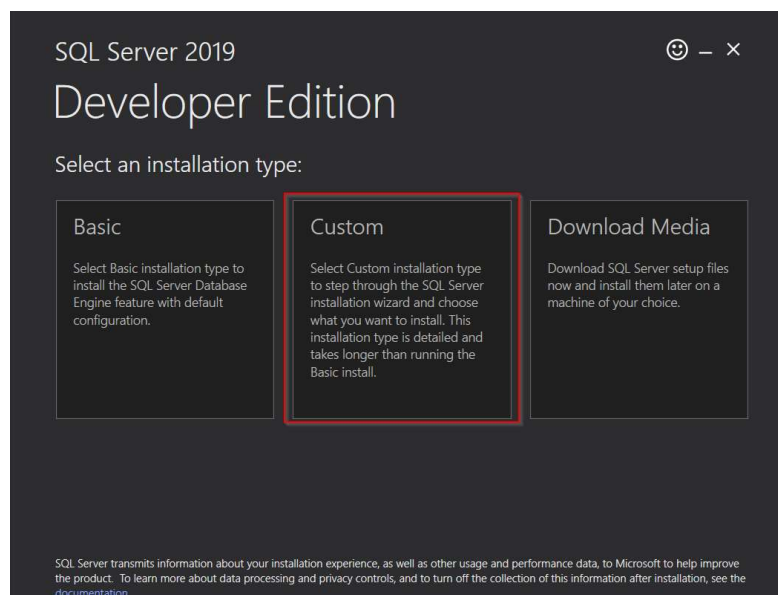 SQL Server 2019
Developer Edition
Select an installation type:
Basic
Select Basic installation type to
install the SQL Server Database
Engine feature with default
configuration.
Custom
Select Custom installation type
to step through the SQL Server
installation wizard and choose
what you want to install. This
installation type is detailed and
takes longer than running the
Basic install.
Download Media
Download SQL Server setup files
now and install them later on a
machine of your choice.
SQL Server transmits information about your installation experience, as well as other usage and performance data, to Microsoft to help improve
the product. To learn more about data processing and privacy controls, and to turn off the collection of this information after installation, see the
documentation